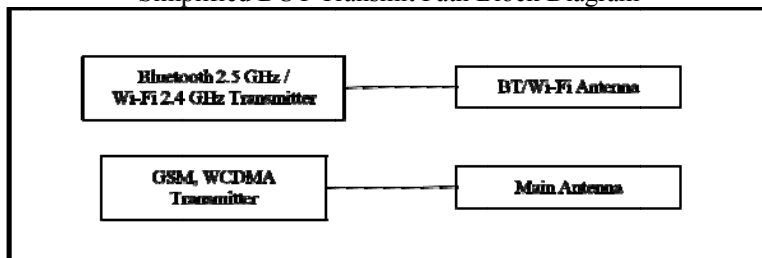 Simplified DUT Transmit Path Block Diagram
Bluetooth 2.5 GHz /
Wi-Fi 2.4 GHz Transmitter
BT/Wi-Fi Antenna
GSM, WCDMA
Transmitter
Main Antenna